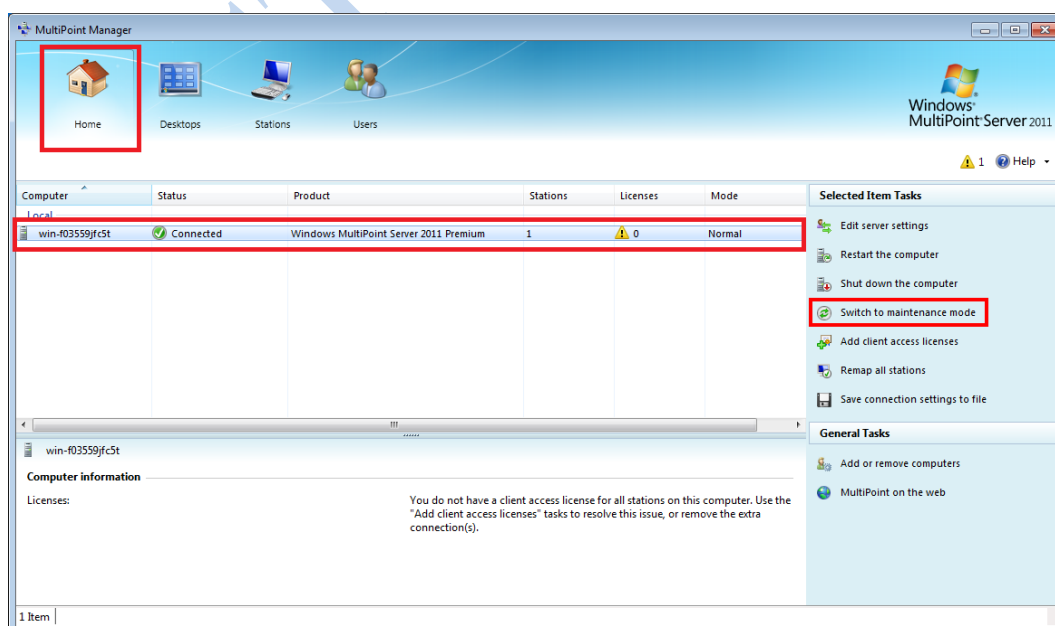 MultiPoint Manager
Home
Desktops
Stations
Users
Windows
MultiPoint Server 2011
1 Help
Computer Status Product Stations Licenses Mode
Local
win-f03559jfc5t Connected Windows MultiPoint Server 2011 Premium 1 0 Normal
Selected Item Tasks
Edit server settings
Restart the computer
Shut down the computer
Switch to maintenance mode
Add client access licenses
Remap all stations
Save connection settings to file
General Tasks
Add or remove computers
MultiPoint on the web
win-f03559jfc5t
Computer information
Licenses:
You do not have a client access license for all stations on this computer. Use the
"Add client access licenses" tasks to resolve this issue, or remove the extra
connection(s).
1 Item